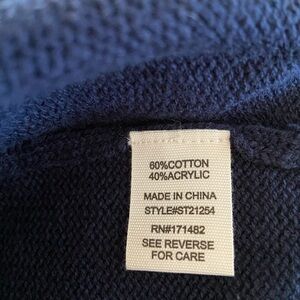 60%COTTON
40%ACRYLIC
MADE IN CHINA
STYLE#ST21254
RN#171482
SEE REVERSE
FOR CARE